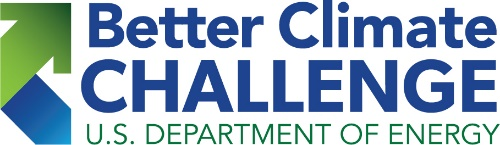 Better Climate
CHALLENGE
U.S. DEPARTMENT OF ENERGY